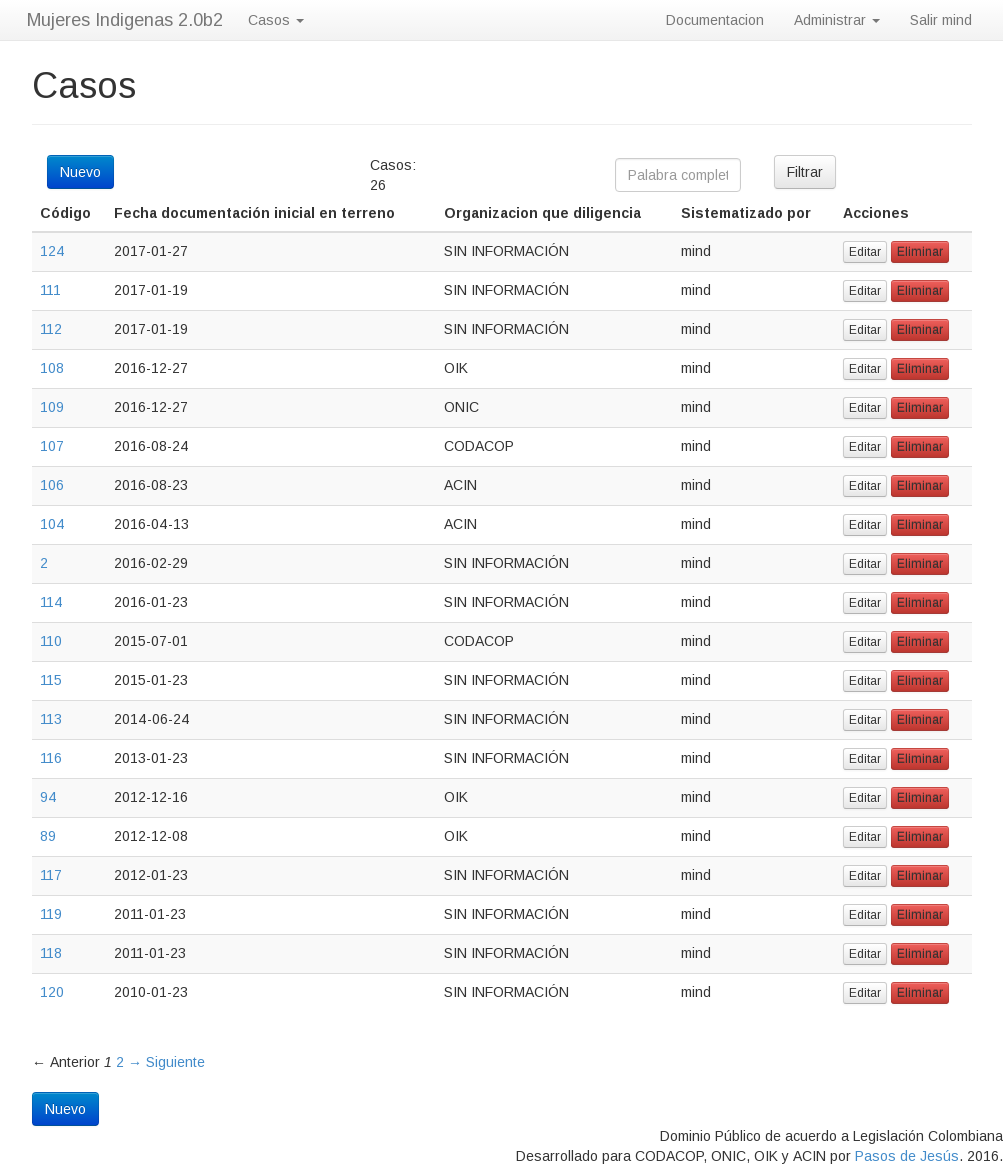 Mujeres Indigenas 2.0b2 Casos Documentacion Administrar Salir mind
Casos
Nuevo Casos: 26 Palabra complet Filtrar
Código Fecha documentación inicial en terreno Organizacion que diligencia Sistematizado por Acciones
124 2017-01-27 SIN INFORMACIÓN mind Editar Eliminar
111 2017-01-19 SIN INFORMACIÓN mind Editar Eliminar
112 2017-01-19 SIN INFORMACIÓN mind Editar Eliminar
108 2016-12-27 OIK mind Editar Eliminar
109 2016-12-27 ONIC mind Editar Eliminar
107 2016-08-24 CODACOP mind Editar Eliminar
106 2016-08-23 ACIN mind Editar Eliminar
104 2016-04-13 ACIN mind Editar Eliminar
2 2016-02-29 SIN INFORMACIÓN mind Editar Eliminar
114 2016-01-23 SIN INFORMACIÓN mind Editar Eliminar
110 2015-07-01 CODACOP mind Editar Eliminar
115 2015-01-23 SIN INFORMACIÓN mind Editar Eliminar
113 2014-06-24 SIN INFORMACIÓN mind Editar Eliminar
116 2013-01-23 SIN INFORMACIÓN mind Editar Eliminar
94 2012-12-16 OIK mind Editar Eliminar
89 2012-12-08 OIK mind Editar Eliminar
117 2012-01-23 SIN INFORMACIÓN mind Editar Eliminar
119 2011-01-23 SIN INFORMACIÓN mind Editar Eliminar
118 2011-01-23 SIN INFORMACIÓN mind Editar Eliminar
120 2010-01-23 SIN INFORMACIÓN mind Editar Eliminar
← Anterior 1 2 → Siguiente
Nuevo
Dominio Público de acuerdo a Legislación Colombiana
Desarrollado para CODACOP, ONIC, OIK y ACIN por Pasos de Jesús. 2016.